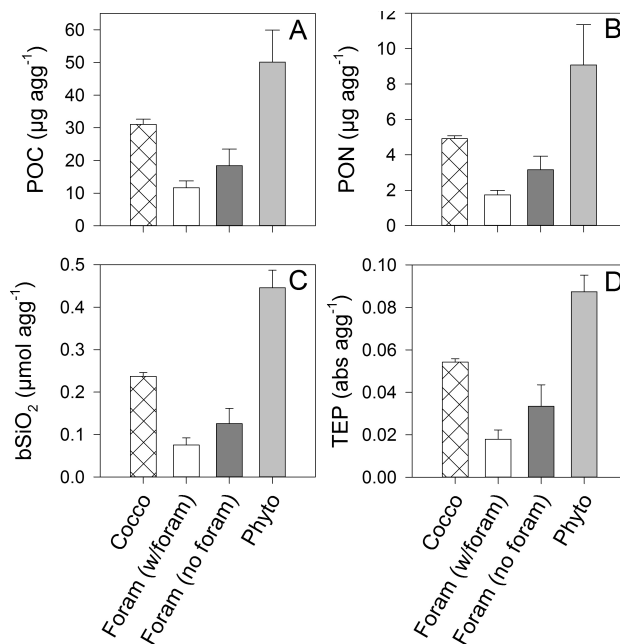 A
POC (µg agg⁻¹)
60
50
40
30
20
10
0
B
PON (µg agg⁻¹)
12
10
8
6
4
2
0
C
bSiO₂ (µmol agg⁻¹)
0.5
0.4
0.3
0.2
0.1
0.0
D
TEP (abs agg⁻¹)
0.10
0.08
0.06
0.04
0.02
0.00
Cocco
Foram (w/foram)
Foram (no foram)
Phyto
Cocco
Foram (w/foram)
Foram (no foram)
Phyto